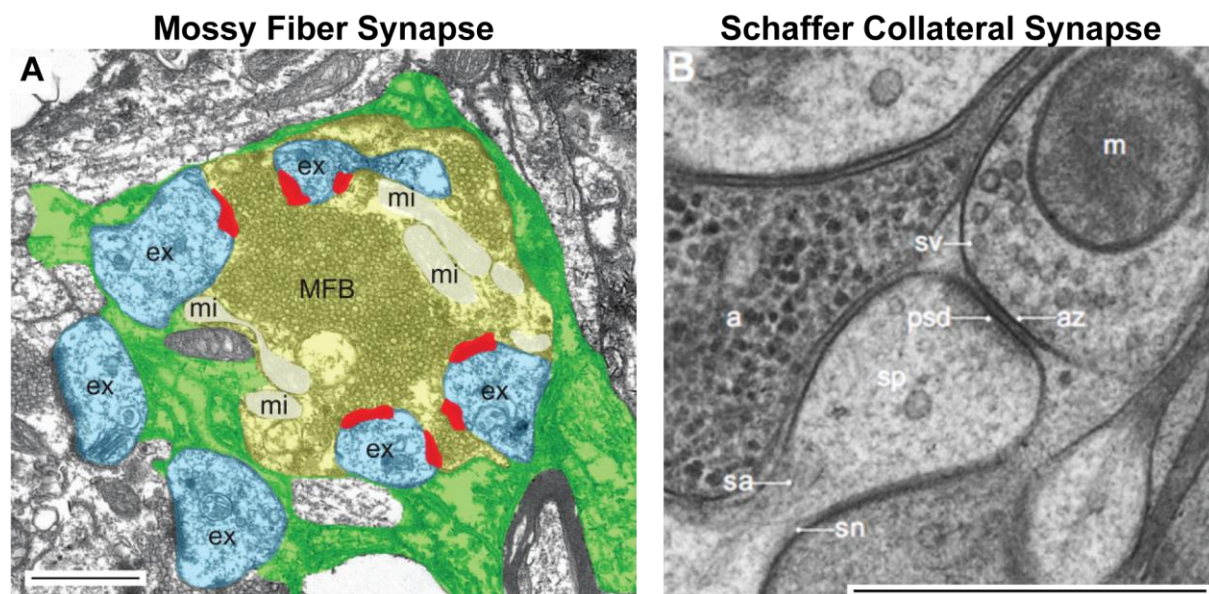 Mossy Fiber Synapse
Schaffer Collateral Synapse
A
ex
mi
ex
mi
MFB
mi
ex
ex
mi
ex
ex
B
m
sv
a
psd
az
sp
sa
sn